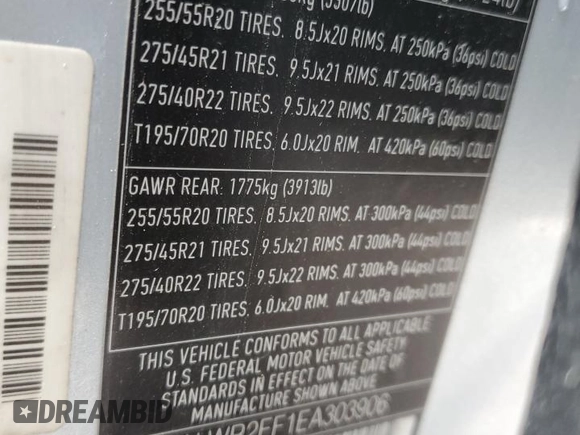 255/55R20 TIRES, 8.5Jx20 RIMS, AT 250kPa (36psi) COLD
275/45R21 TIRES, 9.5Jx21 RIMS, AT 250kPa (36psi) COLD
275/40R22 TIRES, 9.5Jx22 RIMS, AT 250kPa (36psi) COLD
T195/70R20 TIRES, 6.0Jx20 RIM, AT 420kPa (60psi) COLD
GAWR REAR: 1775kg (3913lb)
255/55R20 TIRES, 8.5Jx20 RIMS, AT 300kPa (44psi) COLD
275/45R21 TIRES, 9.5Jx21 RIMS, AT 300kPa (44psi) COLD
275/40R22 TIRES, 9.5Jx22 RIMS, AT 300kPa (44psi) COLD
T195/70R20 TIRES, 6.0Jx20 RIM, AT 420kPa (60psi) COLD
THIS VEHICLE CONFORMS TO ALL APPLICABLE
U.S. FEDERAL MOTOR VEHICLE SAFETY
STANDARDS IN EFFECT ON THE DATE OF
MANUFACTURE SHOWN ABOVE
WR2EF1EA303906
DREAMBID
DREAMBID